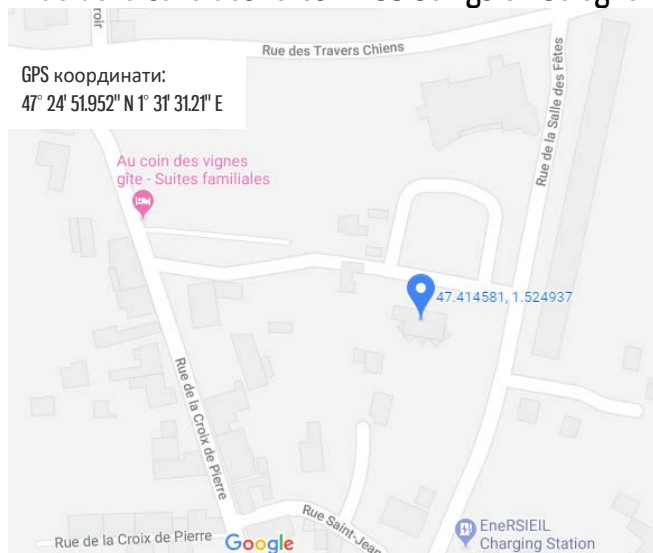 Rue des Travers Chiens
GPS координати:
47° 24' 51.952" N 1° 31' 31.21" E
Rue de la Salle des Fêtes
Au coin des vignes
gîte - Suites familiales
47.414581, 1.524937
Rue de la Croix de Pierre
Rue Saint-Jean
EneRSIEIL
Charging Station
Rue de la Croix de Pierre
Google